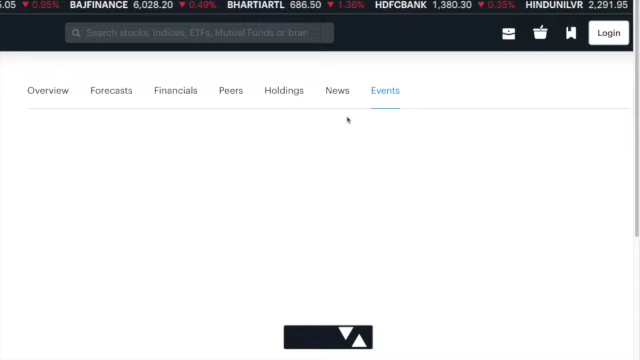 5.05 ▼ 0.95% BAJFINANCE 6,028.20 ▼ 0.49% BHARTIARTL 686.50 ▼ 1.36% HDFCBANK 1,380.30 ▼ 0.35% HINDUNILVR 2,291.95
Search stocks, indices, ETFs, Mutual Funds or bran ... Login
Overview Forecasts Financials Peers Holdings News Events